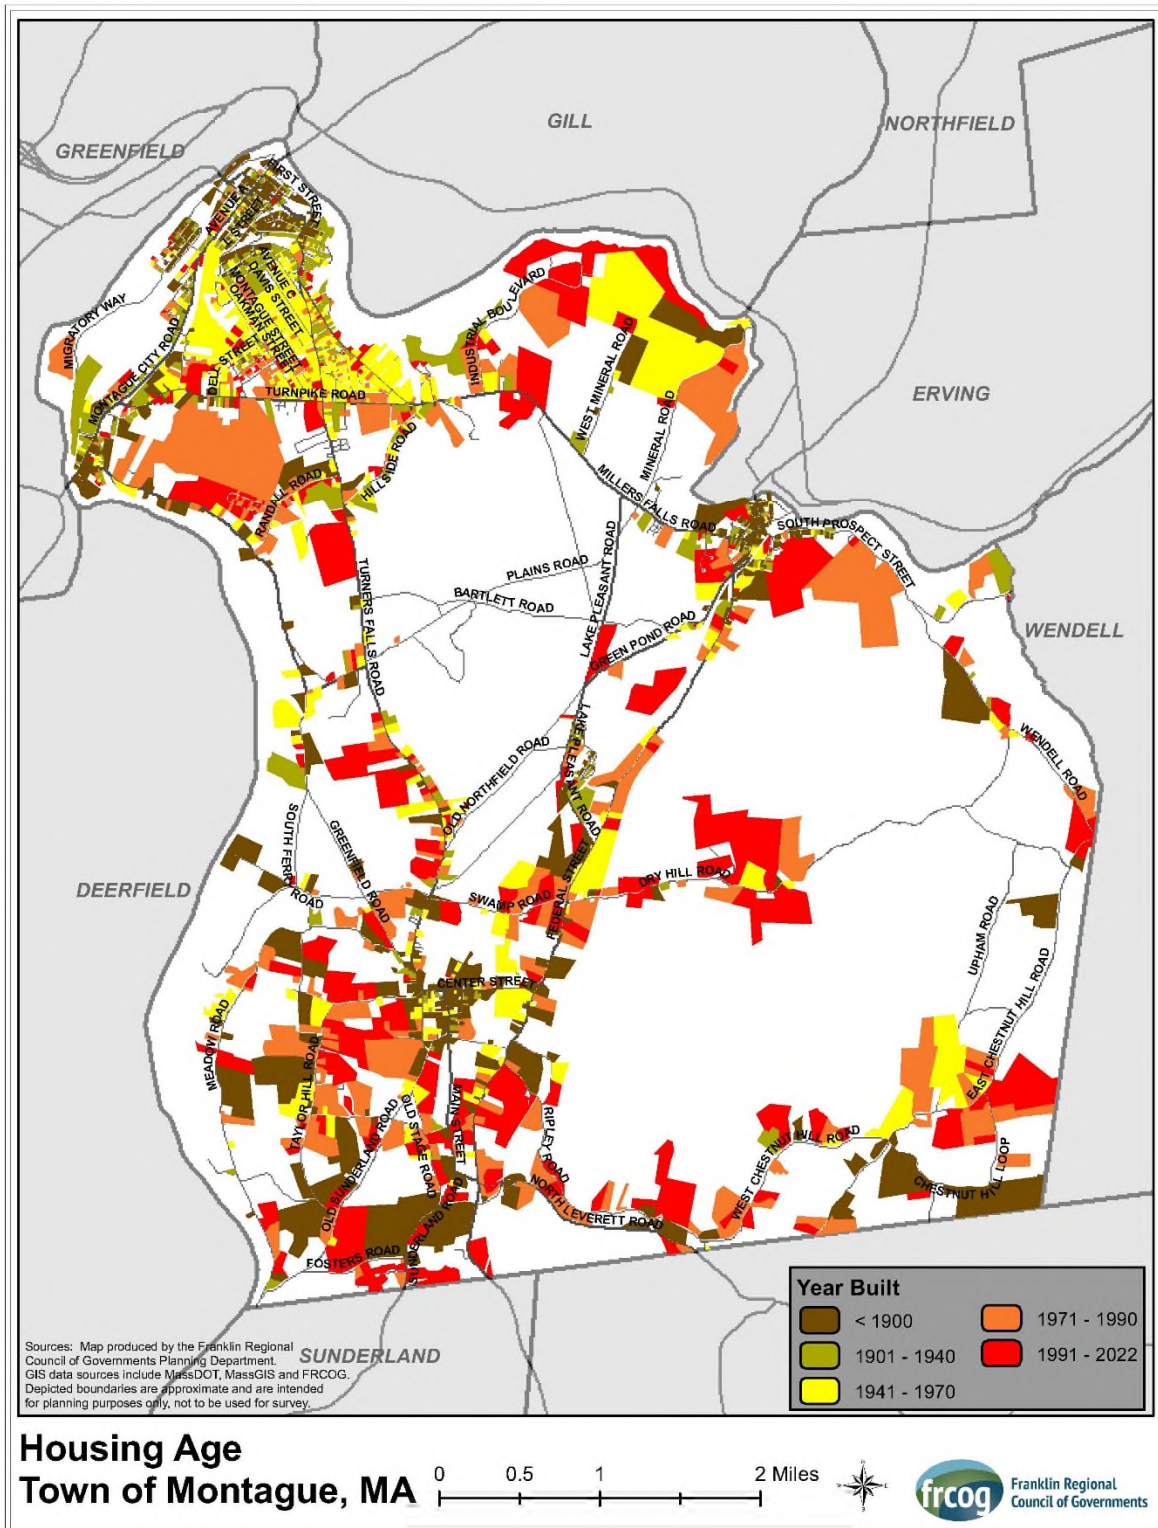 GILL
NORTHFIELD
GREENFIELD
FIRST STREET
AVENUE A
L STREET
AVENUE C
DAVIS STREET
MONTAGUE STREET
OAKMAN STREET
MIGRATORY WAY
MONTAGUE CITY ROAD
DELL STREET
INDUSTRIAL BOULEVARD
TURNPIKE ROAD
WEST MINERAL ROAD
MINERAL ROAD
ERVING
HILLSIDE ROAD
RANDALL ROAD
MILLERS FALLS ROAD
SOUTH PROSPECT STREET
TURNERS FALLS ROAD
PLAINS ROAD
BARTLETT ROAD
LAKE PLEASANT ROAD
GREEN POND ROAD
WENDELL
WENDELL ROAD
OLD NORTHFIELD ROAD
LAKE PLEASANT ROAD
SOUTH FERRY ROAD
GREENFIELD ROAD
DEERFIELD
SWAMP ROAD
FEDERAL STREET
DRY HILL ROAD
UPHAM ROAD
EAST CHESTNUT HILL ROAD
CENTER STREET
MEADOW ROAD
TAYLOR HILL ROAD
OLD SUNDERLAND ROAD
OLD STAGE ROAD
MAIN STREET
RIPLEY ROAD
WEST CHESTNUT HILL ROAD
CHESTNUT HILL LOOP
NORTH LEVERETT ROAD
SUNDERLAND ROAD
FOSTERS ROAD
SUNDERLAND
Year Built
< 1900
1901 - 1940
1941 - 1970
1971 - 1990
1991 - 2022
Sources: Map produced by the Franklin Regional
Council of Governments Planning Department.
GIS data sources include MassDOT, MassGIS and FRCOG.
Depicted boundaries are approximate and are intended
for planning purposes only, not to be used for survey.
Housing Age
Town of Montague, MA
0 0.5 1 2 Miles
frcog
Franklin Regional
Council of Governments